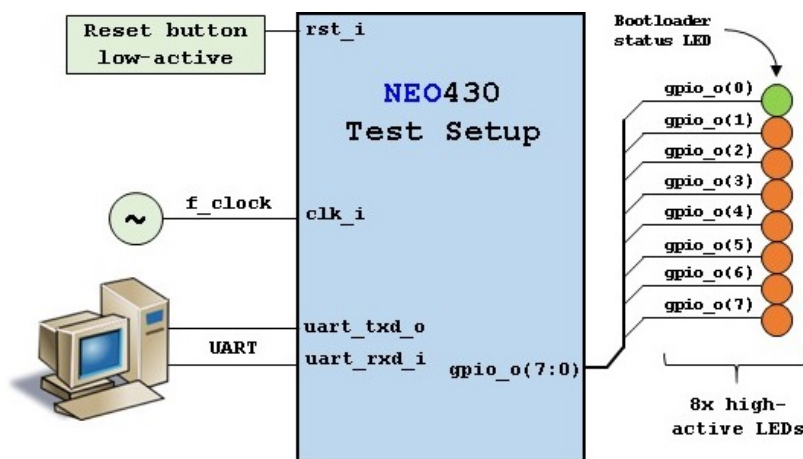 Reset button
low-active
rst_i
NEO430
Test Setup
f_clock
~
clk_i
UART
uart_txd_o
uart_rxd_i
gpio_o(7:0)
Bootloader
status LED
gpio_o(0)
gpio_o(1)
gpio_o(2)
gpio_o(3)
gpio_o(4)
gpio_o(5)
gpio_o(6)
gpio_o(7)
8x high-
active LEDs